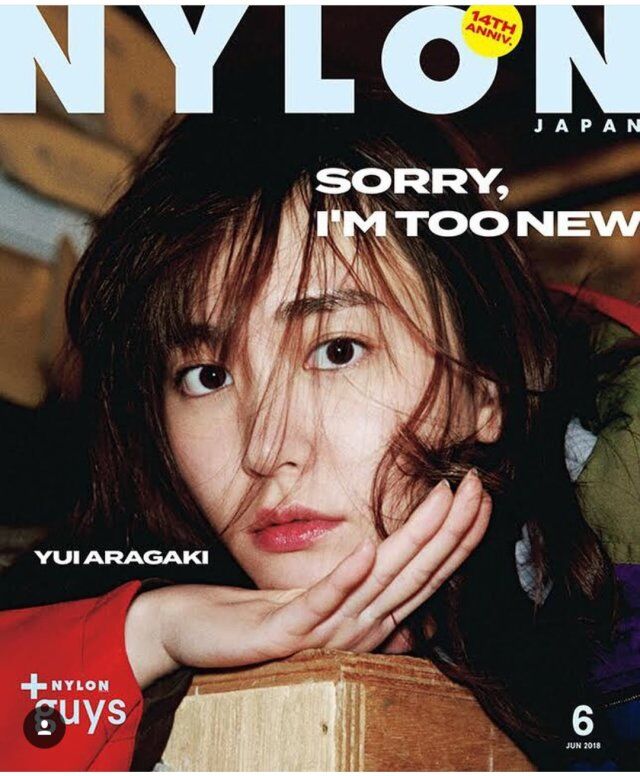 NYLON
14TH
ANNIV.
JAPAN
SORRY,
I'M TOO NEW
YUI ARAGAKI
+NYLON
guys
6
JUN 2018